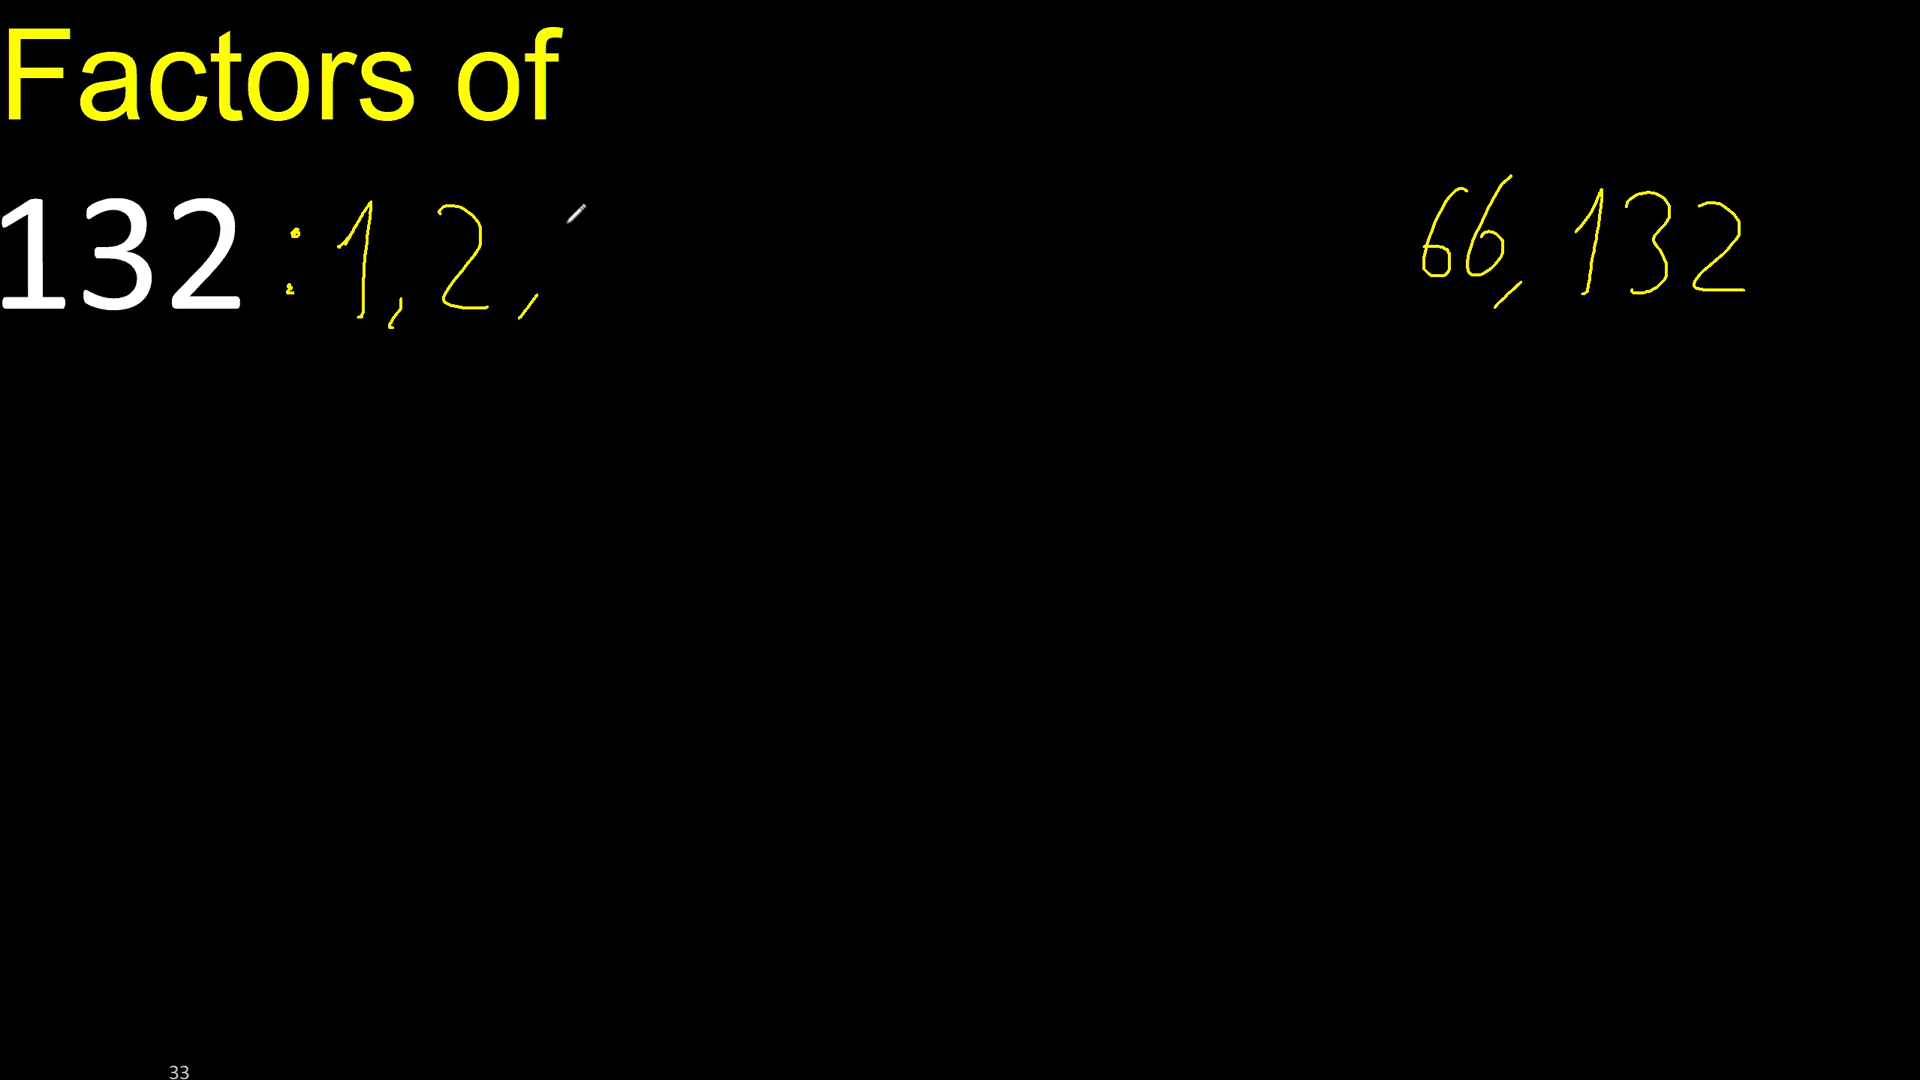 Factors of
132 : 1, 2, 66, 132
33